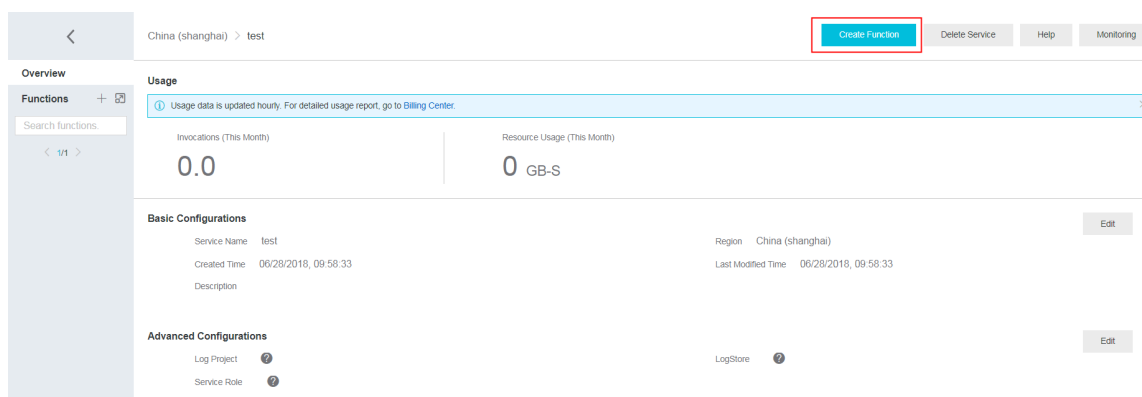 China (shanghai) > test
Create Function
Delete Service
Help
Monitoring
Overview
Functions
Search functions.
< 1/1 >
Usage
Usage data is updated hourly. For detailed usage report, go to Billing Center.
Invocations (This Month)
Resource Usage (This Month)
0.0
0 GB-S
Basic Configurations
Edit
Service Name test
Region China (shanghai)
Created Time 06/28/2018, 09:58:33
Last Modified Time 06/28/2018, 09:58:33
Description
Advanced Configurations
Edit
Log Project
LogStore
Service Role